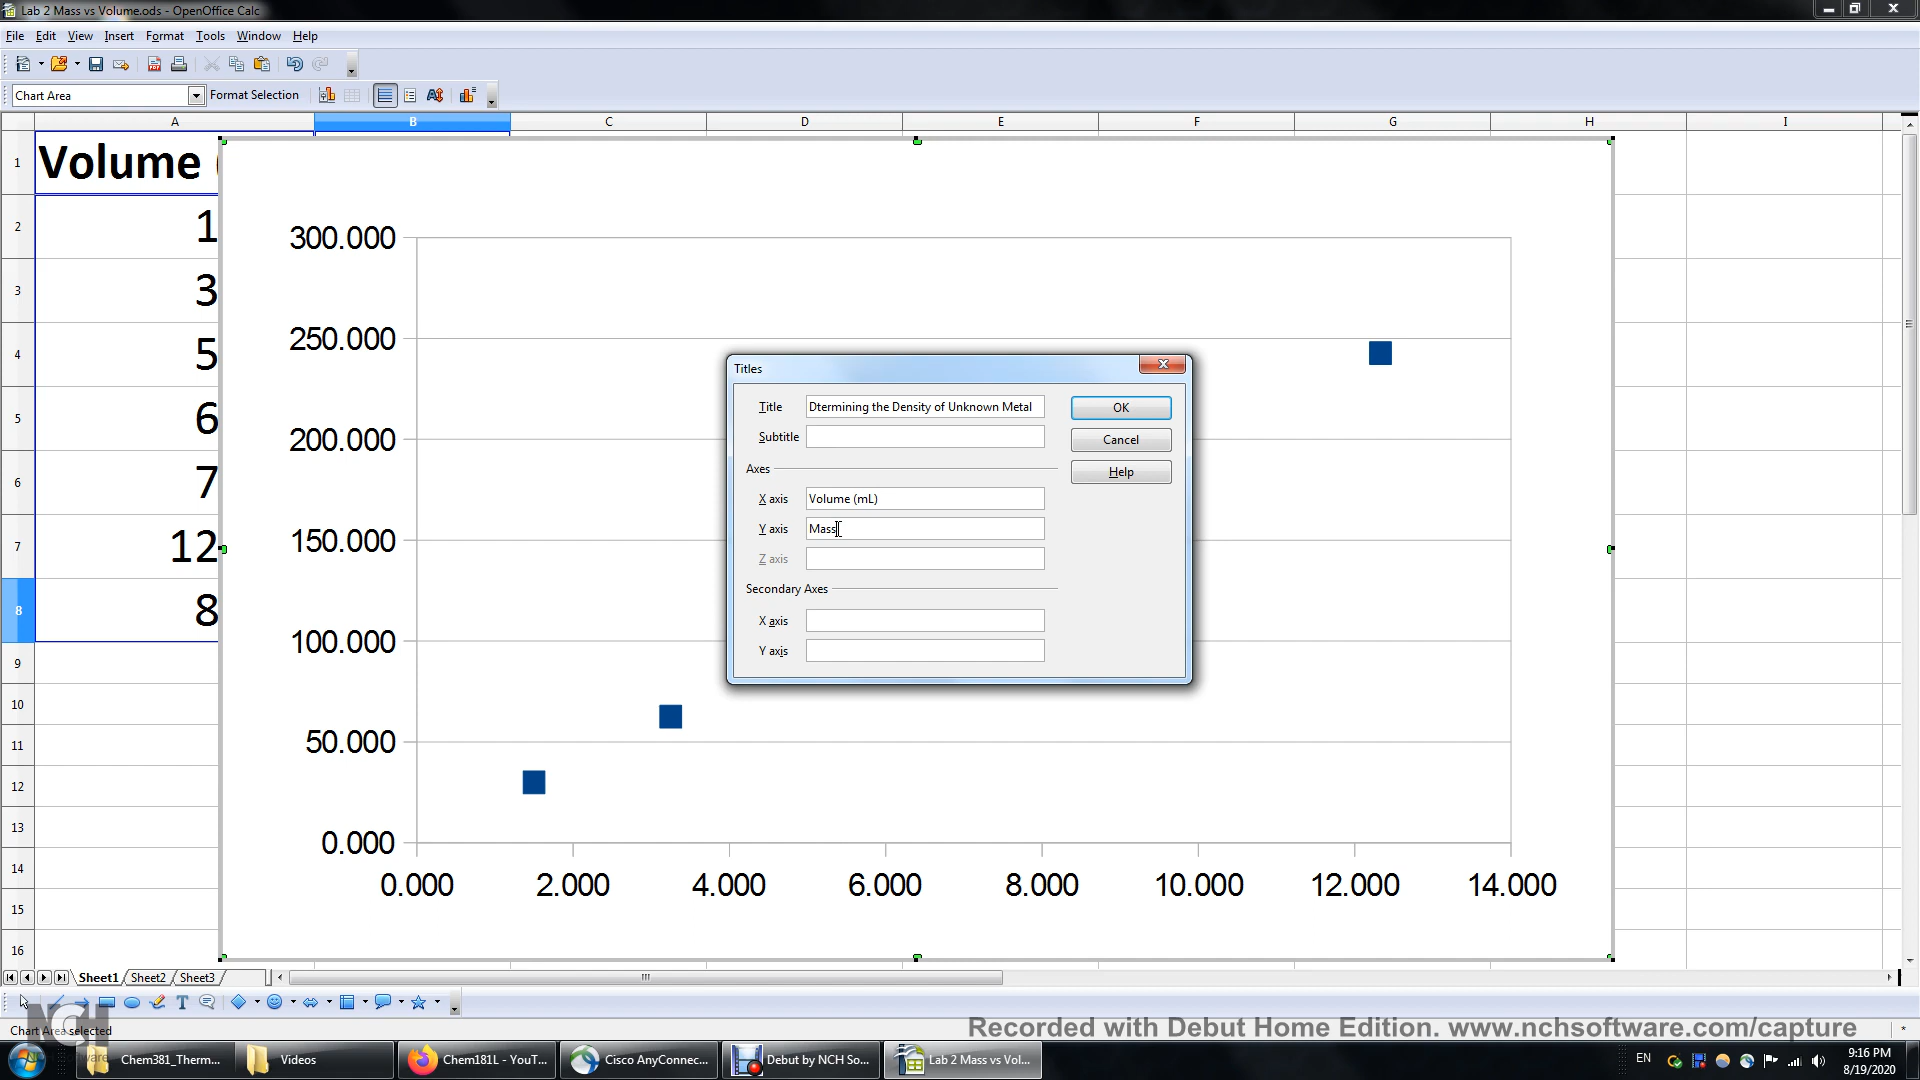 Lab 2 Mass vs Volume.ods - OpenOffice Calc
File Edit View Insert Format Tools Window Help
Chart Area Format Selection
A B C D E F G H I
1 Volume (
2 1
3 3
4 5
5 6
6 7
7 12
8 8
9
10
11
12
13
14
15
16
300.000
250.000
200.000
150.000
100.000
50.000
0.000
0.000 2.000 4.000 6.000 8.000 10.000 12.000 14.000
Titles
Title Dtermining the Density of Unknown Metal OK
Subtitle Cancel
Axes Help
X axis Volume (mL)
Y axis Mass
Z axis
Secondary Axes
X axis
Y axis
Sheet1 Sheet2 Sheet3
Chart Area selected
NCH
Software
Recorded with Debut Home Edition. www.nchsoftware.com/capture
Chem381_Therm... Videos Chem181L - YouT... Cisco AnyConnec... Debut by NCH So... Lab 2 Mass vs Vol...
EN 9:16 PM
8/19/2020